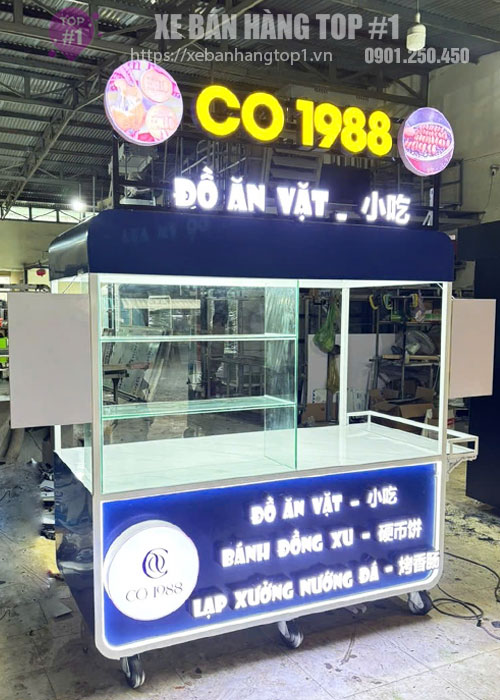 TOP
#1
XE BÁN HÀNG TOP #1
https://xebanhangtop1.vn 0901.250.450
CO 1988
ĐỒ ĂN VẶT - 小吃
ĐỒ ĂN VẶT - 小吃
BÁNH ĐỒNG XU - 硬币饼
LẠP XƯỞNG NƯỚNG ĐÁ - 烤香肠
CO 1988